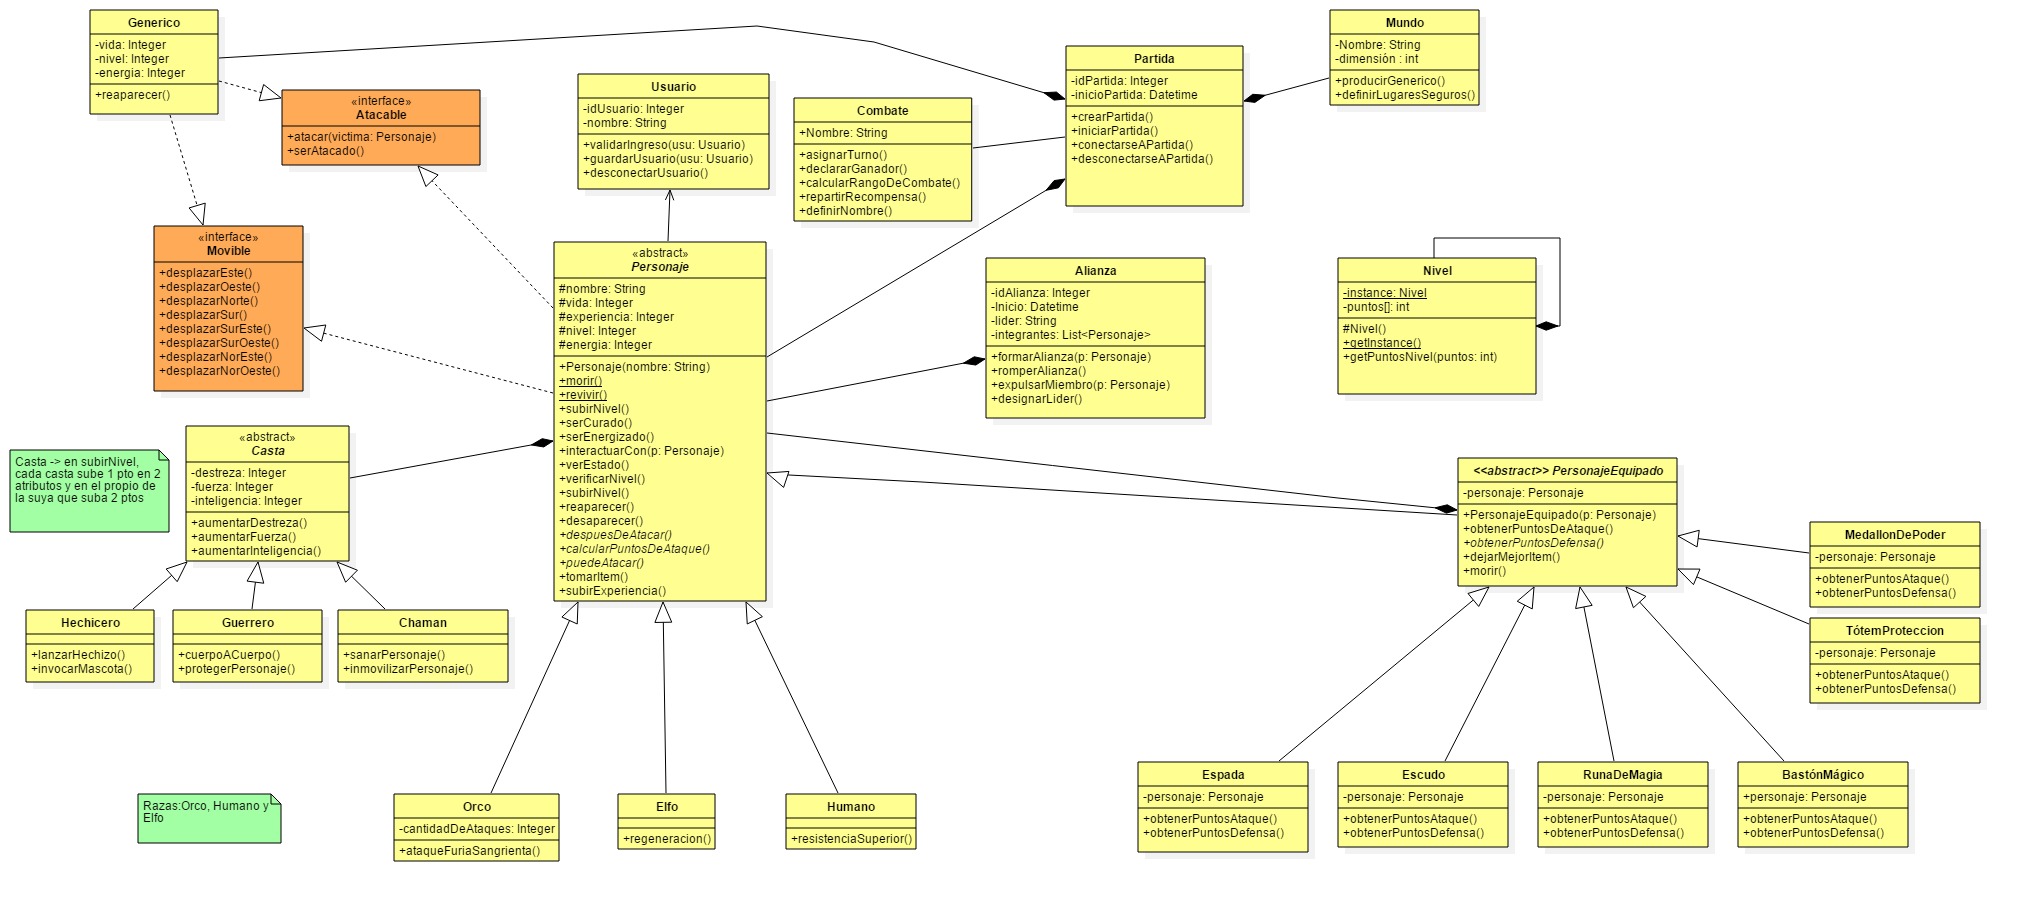 Generico
-vida: Integer
-nivel: Integer
-energia: Integer
+reaparecer()
«interface»
Atacable
+atacar(victima: Personaje)
+serAtacado()
«interface»
Movible
+desplazarEste()
+desplazarOeste()
+desplazarNorte()
+desplazarSur()
+desplazarSurEste()
+desplazarSurOeste()
+desplazarNorEste()
+desplazarNorOeste()
Usuario
-idUsuario: Integer
-nombre: String
+validarIngreso(usu: Usuario)
+guardarUsuario(usu: Usuario)
+desconectarUsuario()
Combate
+Nombre: String
+asignarTurno()
+declararGanador()
+calcularRangoDeCombate()
+repartirRecompensa()
+definirNombre()
Partida
-idPartida: Integer
-inicioPartida: Datetime
+crearPartida()
+iniciarPartida()
+conectarseAPartida()
+desconectarseAPartida()
Mundo
-Nombre: String
-dimensión : int
+producirGenerico()
+definirLugaresSeguros()
«abstract»
Personaje
#nombre: String
#vida: Integer
#experiencia: Integer
#nivel: Integer
#energia: Integer
+Personaje(nombre: String)
+morir()
+revivir()
+subirNivel()
+serCurado()
+serEnergizado()
+interactuarCon(p: Personaje)
+verEstado()
+verificarNivel()
+subirNivel()
+reaparecer()
+desaparecer()
+despuesDeAtacar()
+calcularPuntosDeAtaque()
+puedeAtacar()
+tomarItem()
+subirExperiencia()
Alianza
-idAlianza: Integer
-Inicio: Datetime
-lider: String
-integrantes: List<Personaje>
+formarAlianza(p: Personaje)
+romperAlianza()
+expulsarMiembro(p: Personaje)
+designarLider()
Nivel
-instance: Nivel
-puntos[]: int
#Nivel()
+getInstance()
+getPuntosNivel(puntos: int)
Casta -> en subirNivel,
cada casta sube 1 pto en 2
atributos y en el propio de
la suya que suba 2 ptos
«abstract»
Casta
-destreza: Integer
-fuerza: Integer
-inteligencia: Integer
+aumentarDestreza()
+aumentarFuerza()
+aumentarInteligencia()
Hechicero
+lanzarHechizo()
+invocarMascota()
Guerrero
+cuerpoACuerpo()
+protegerPersonaje()
Chaman
+sanarPersonaje()
+inmovilizarPersonaje()
<<abstract>> PersonajeEquipado
-personaje: Personaje
+PersonajeEquipado(p: Personaje)
+obtenerPuntosDeAtaque()
+obtenerPuntosDefensa()
+dejarMejorItem()
+morir()
MedallonDePoder
-personaje: Personaje
+obtenerPuntosAtaque()
+obtenerPuntosDefensa()
TótemProteccion
-personaje: Personaje
+obtenerPuntosAtaque()
+obtenerPuntosDefensa()
Razas:Orco, Humano y
Elfo
Orco
-cantidadDeAtaques: Integer
+ataqueFuriaSangrienta()
Elfo
+regeneracion()
Humano
+resistenciaSuperior()
Espada
-personaje: Personaje
+obtenerPuntosAtaque()
+obtenerPuntosDefensa()
Escudo
-personaje: Personaje
+obtenerPuntosAtaque()
+obtenerPuntosDefensa()
RunaDeMagia
-personaje: Personaje
+obtenerPuntosAtaque()
+obtenerPuntosDefensa()
BastónMágico
+personaje: Personaje
+obtenerPuntosAtaque()
+obtenerPuntosDefensa()